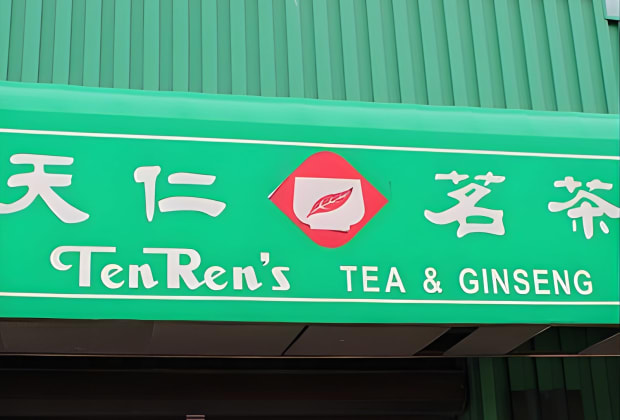 天仁茗茶
TenRen's TEA & GINSENG